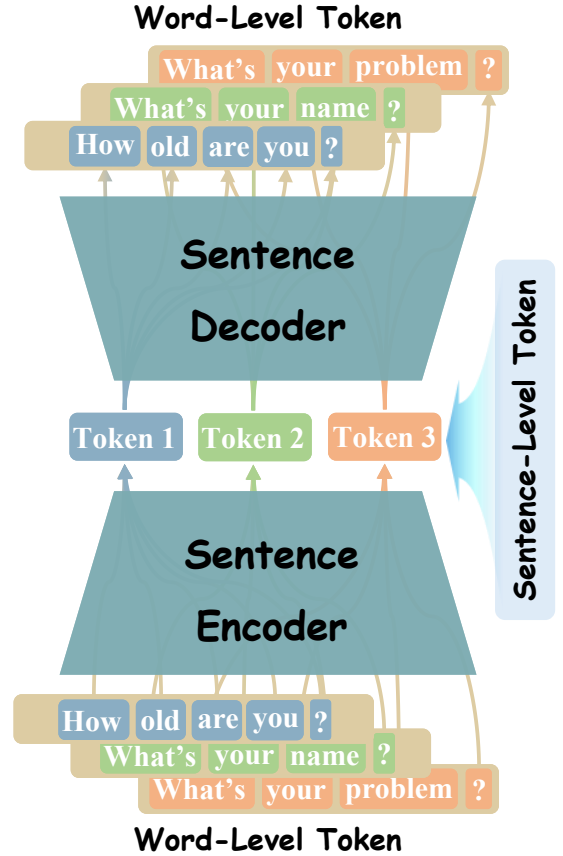 Word-Level Token
What's your problem ?
What's your name ?
How old are you ?
Sentence
Decoder
Sentence-Level Token
Token 1 Token 2 Token 3
Sentence
Encoder
How old are you ?
What's your name ?
What's your problem ?
Word-Level Token